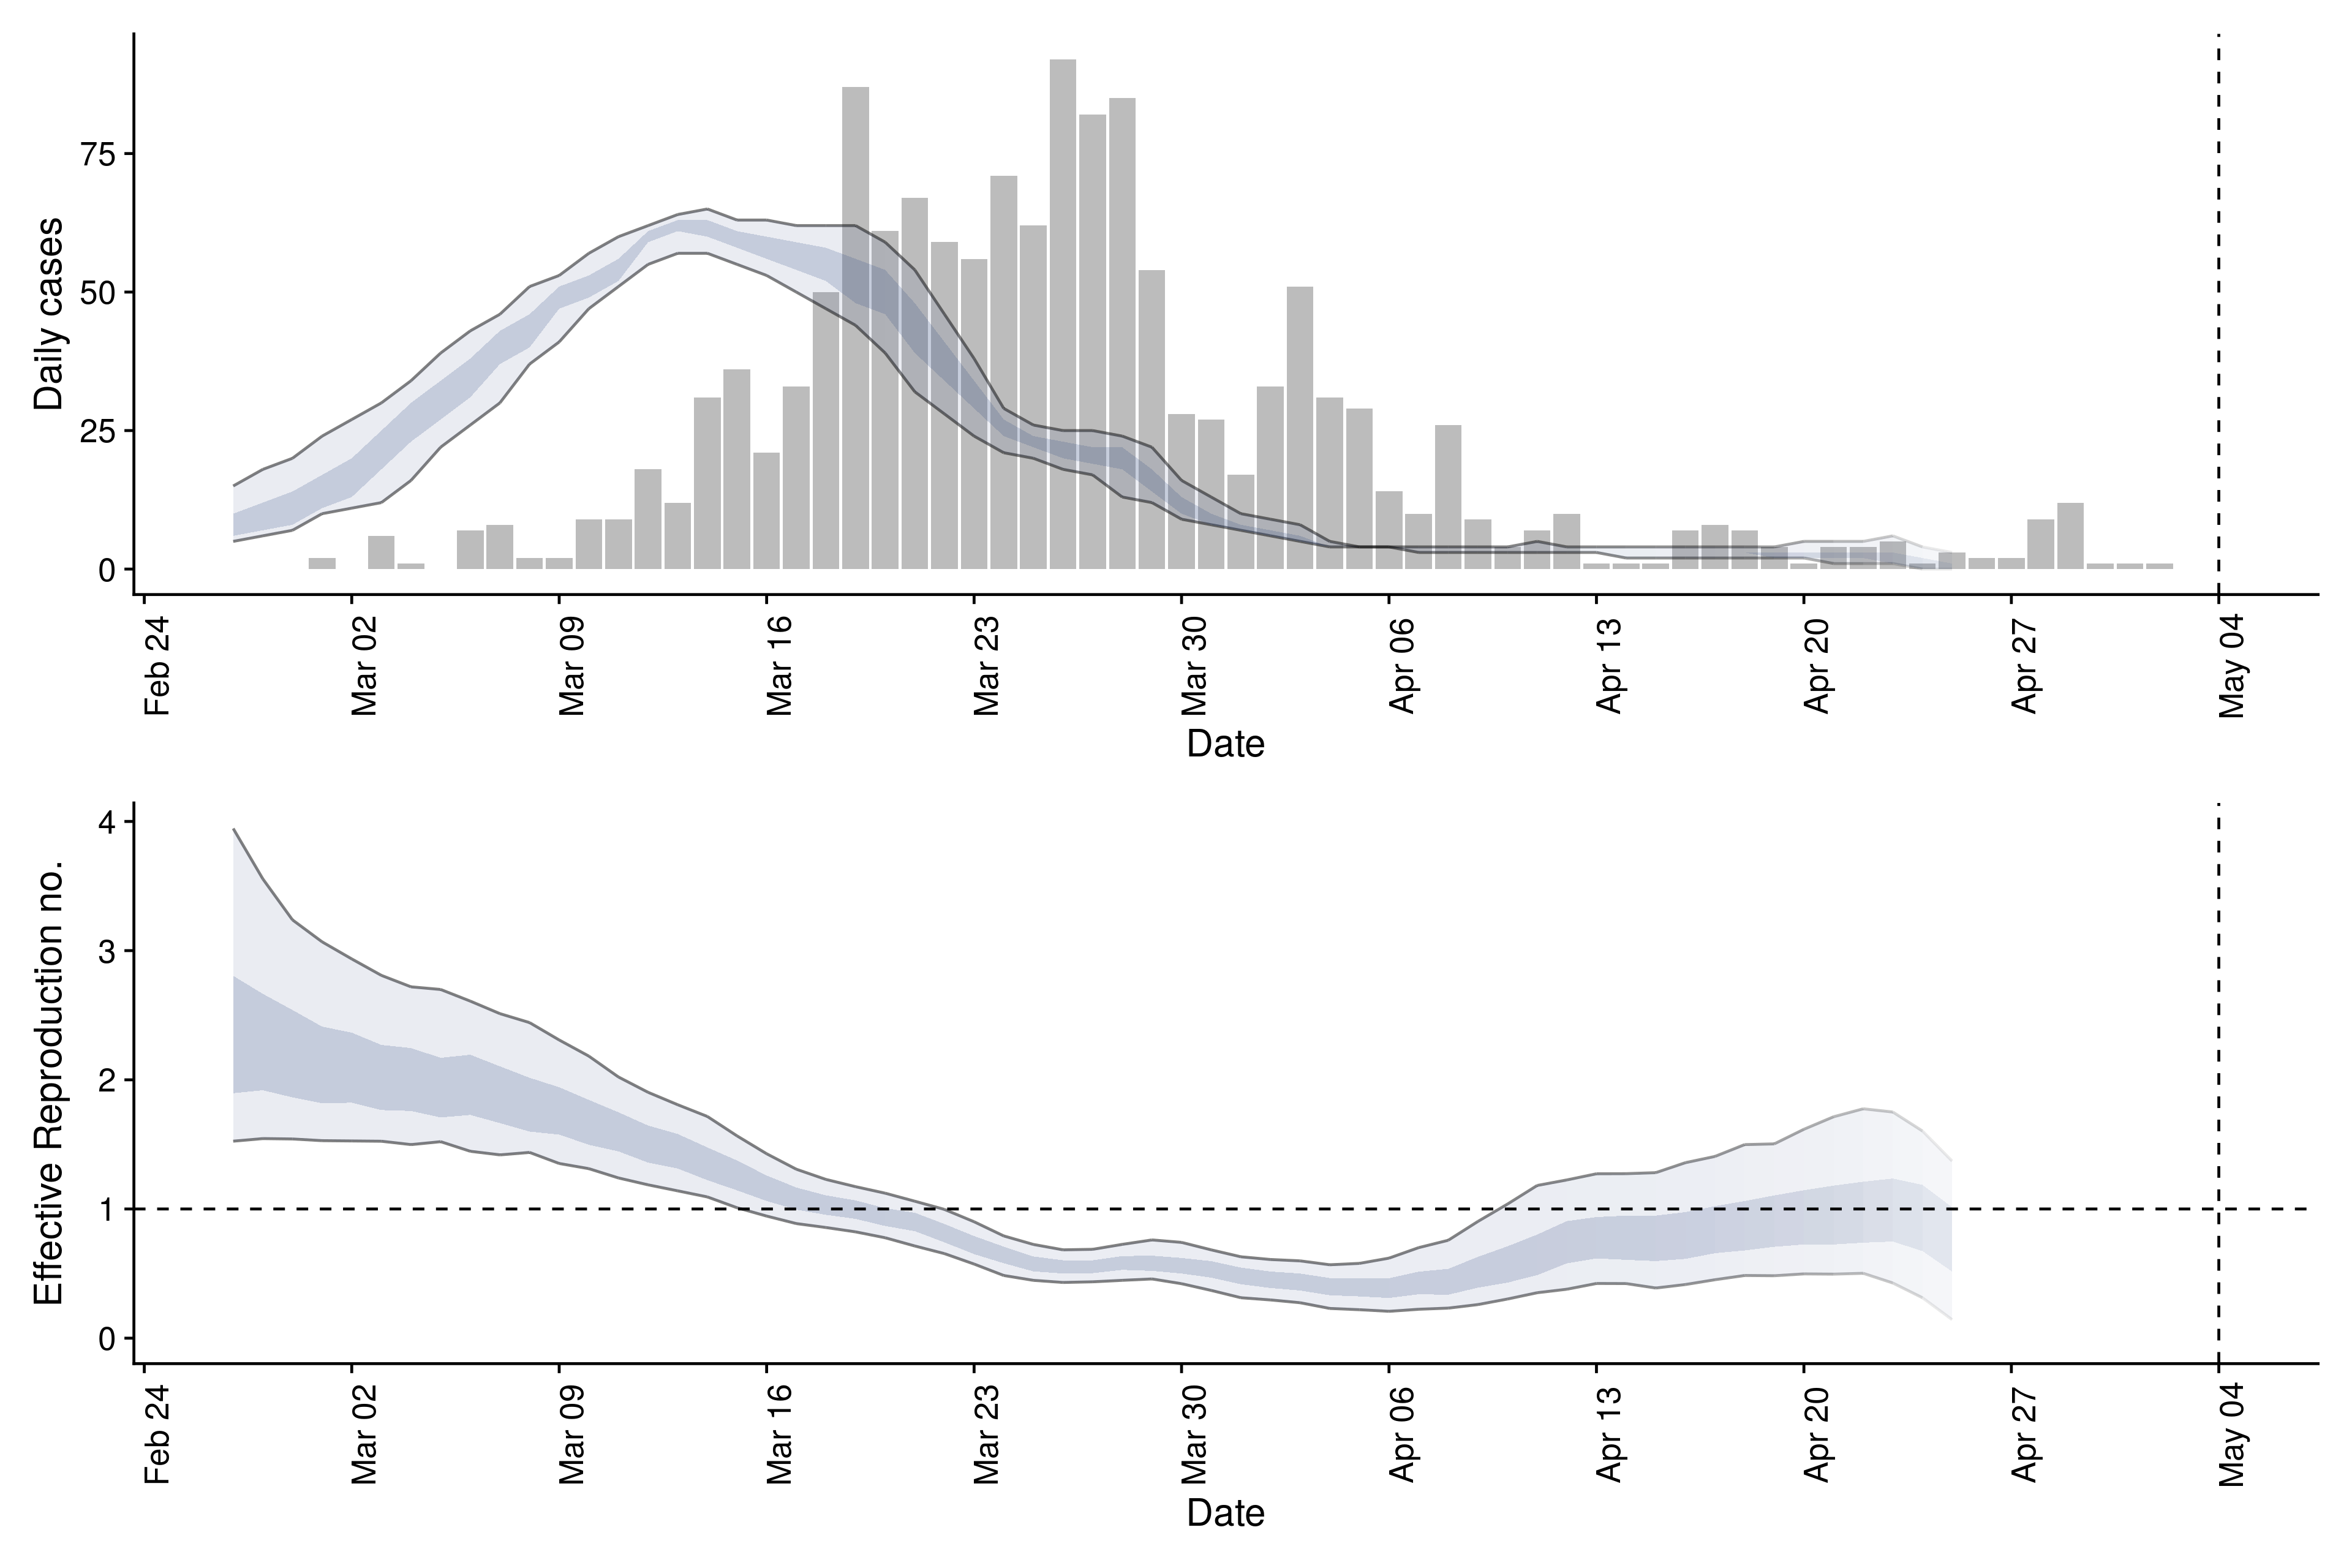 Daily cases
75
50
25
0
Feb 24
Mar 02
Mar 09
Mar 16
Mar 23
Mar 30
Apr 06
Apr 13
Apr 20
Apr 27
May 04
Date
Effective Reproduction no.
4
3
2
1
0
Feb 24
Mar 02
Mar 09
Mar 16
Mar 23
Mar 30
Apr 06
Apr 13
Apr 20
Apr 27
May 04
Date